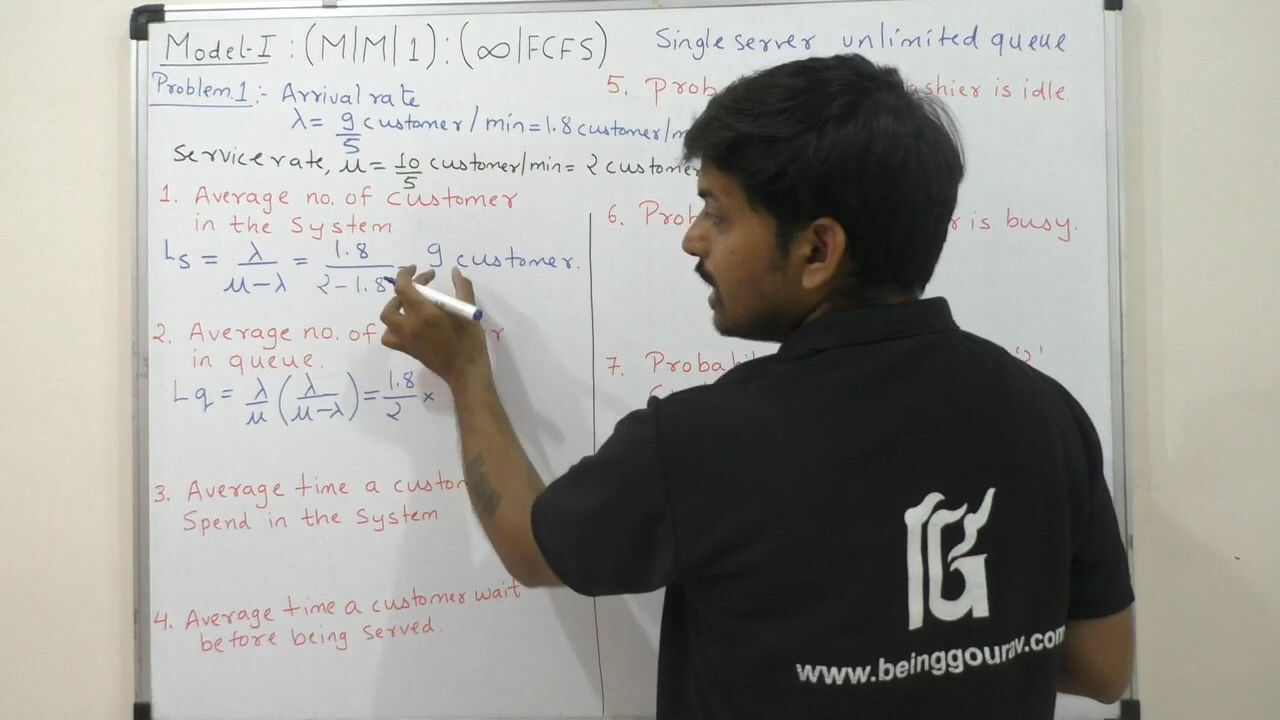 Model-I : (M|M|1) : (∞|FCFS) Single server unlimited queue
Problem.1 :- Arrival rate
λ = 9/5 customer / min = 1.8 customer/m
Service rate, μ = 10/5 customer/min = 2 customer
1. Average no. of customer
in the System
Ls = λ/μ-λ = 1.8/2-1.8 = 9 customer.
2. Average no. of
in queue.
Lq = λ/μ (λ/μ-λ) = 1.8/2 ×
3. Average time a custo
Spend in the System
4. Average time a customer wait
before being served.
5. Prob shier is idle.
6. Prob r is busy.
7. Probabi
www.beinggourav.com